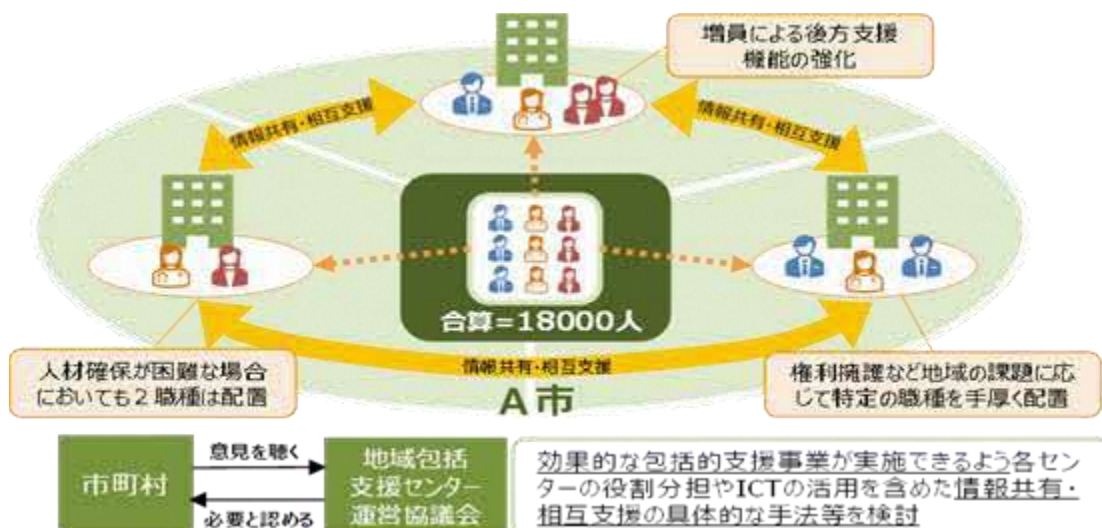 増員による後方支援
機能の強化
情報共有・相互支援
情報共有・相互支援
合算=18000人
人材確保が困難な場合
においても2職種は配置
情報共有・相互支援
権利擁護など地域の課題に応
じて特定の職種を手厚く配置
A市
市町村
意見を聴く
必要と認める
地域包括
支援センター
運営協議会
効果的な包括的支援事業が実施できるよう各セン
ターの役割分担やICTの活用を含めた情報共有・
相互支援の具体的な手法等を検討